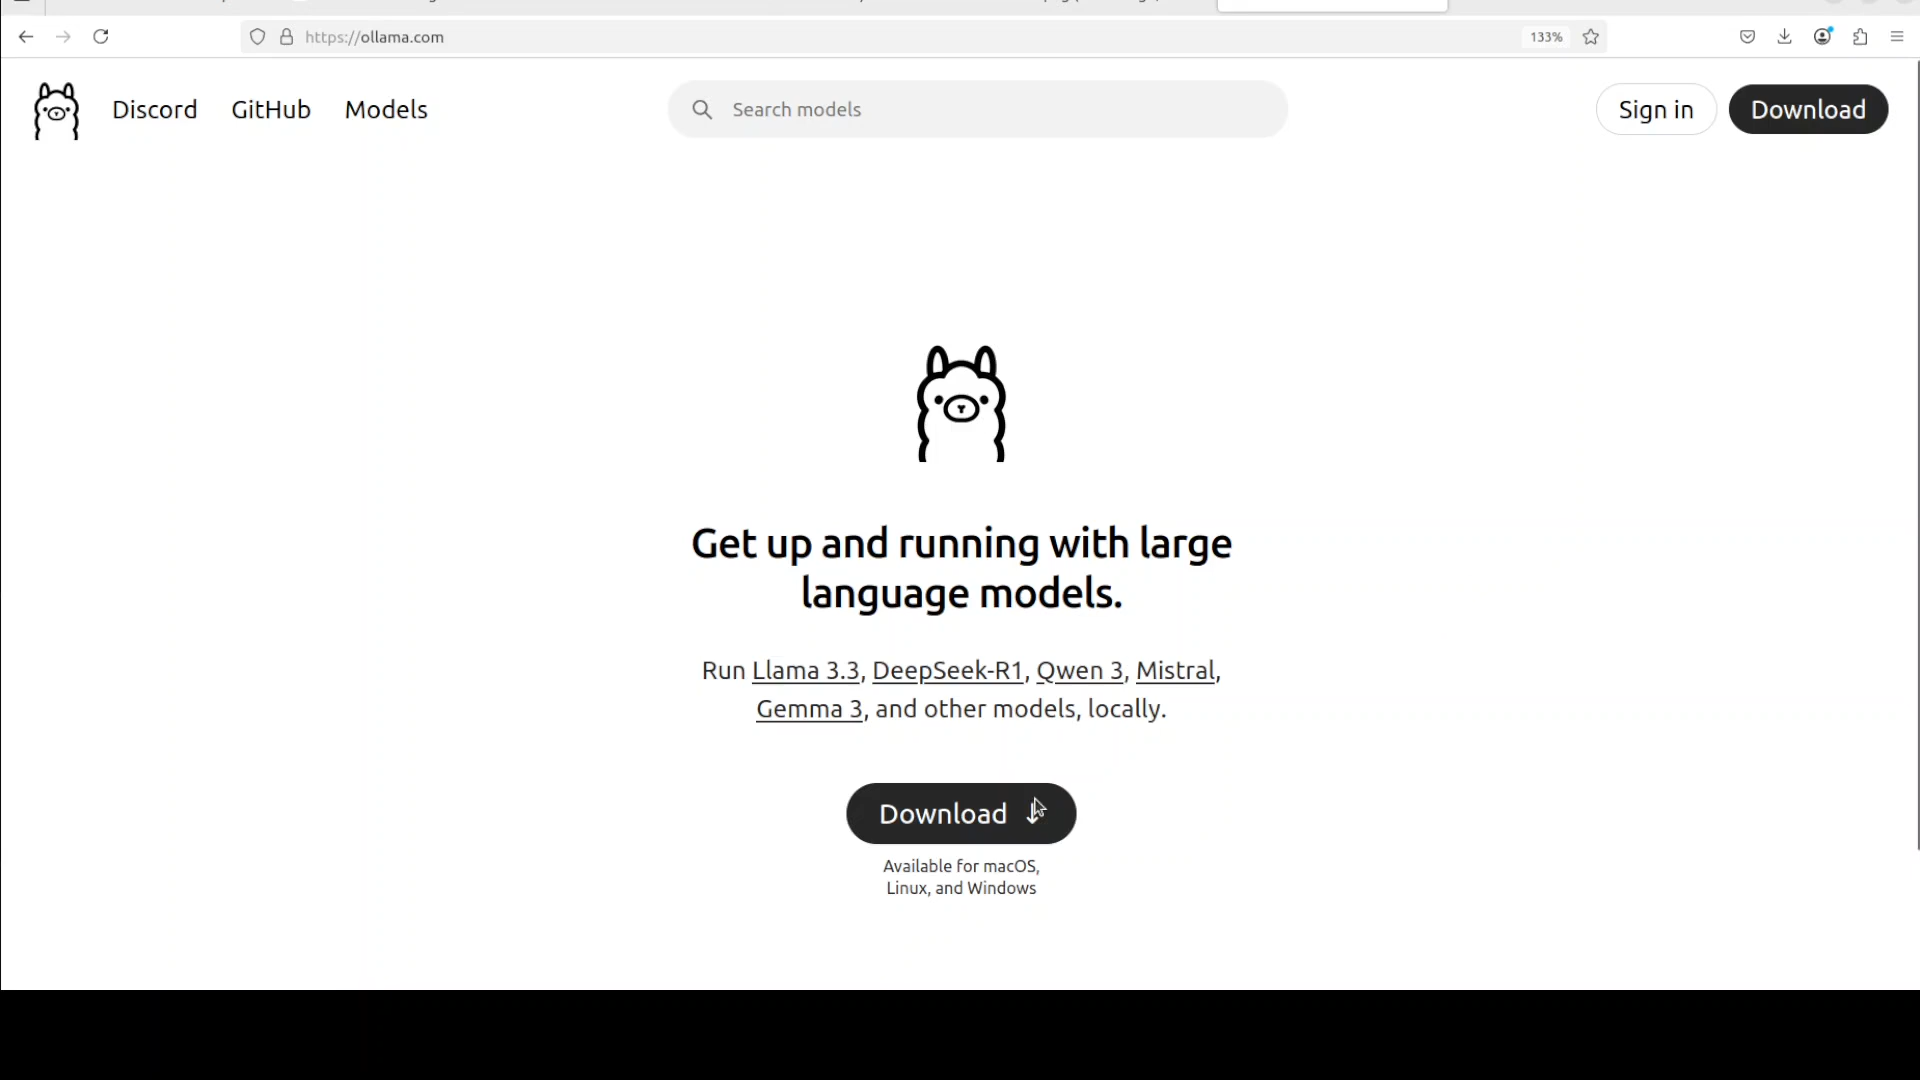 https://ollama.com
133%
Discord
GitHub
Models
Search models
Sign in
Download
Get up and running with large
language models.
Run Llama 3.3, DeepSeek-R1, Qwen 3, Mistral,
Gemma 3, and other models, locally.
Download
Available for macOS,
Linux, and Windows